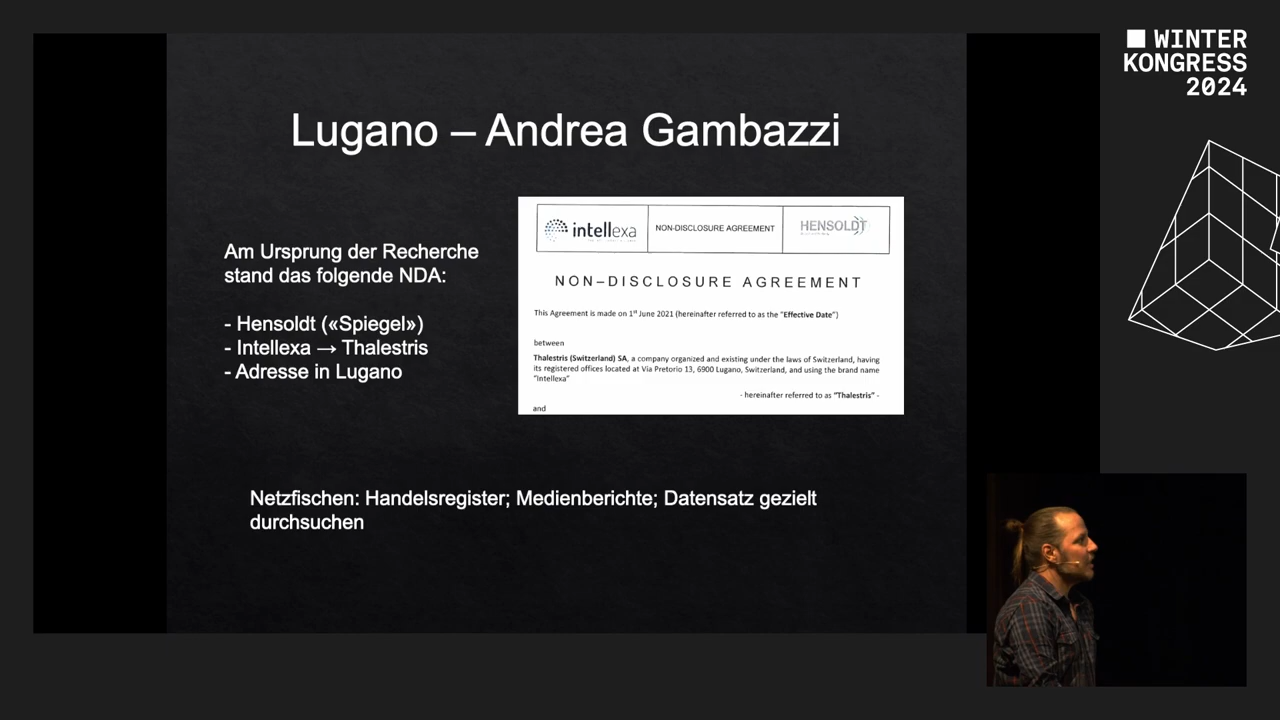 WINTER
KONGRESS
2024
Lugano – Andrea Gambazzi
Am Ursprung der Recherche
stand das folgende NDA:
- Hensoldt («Spiegel»)
- Intellexa → Thalestris
- Adresse in Lugano
intellexa
NON-DISCLOSURE AGREEMENT
HENSOLDT
NON–DISCLOSURE AGREEMENT
This Agreement is made on 1st June 2021 (hereinafter referred to as the "Effective Date")
between
Thalestris (Switzerland) SA, a company organized and existing under the laws of Switzerland, having
its registered offices located at Via Pretorio 13, 6900 Lugano, Switzerland, and using the brand name
"Intellexa"
- hereinafter referred to as "Thalestris" -
and
Netzfischen: Handelsregister; Medienberichte; Datensatz gezielt
durchsuchen